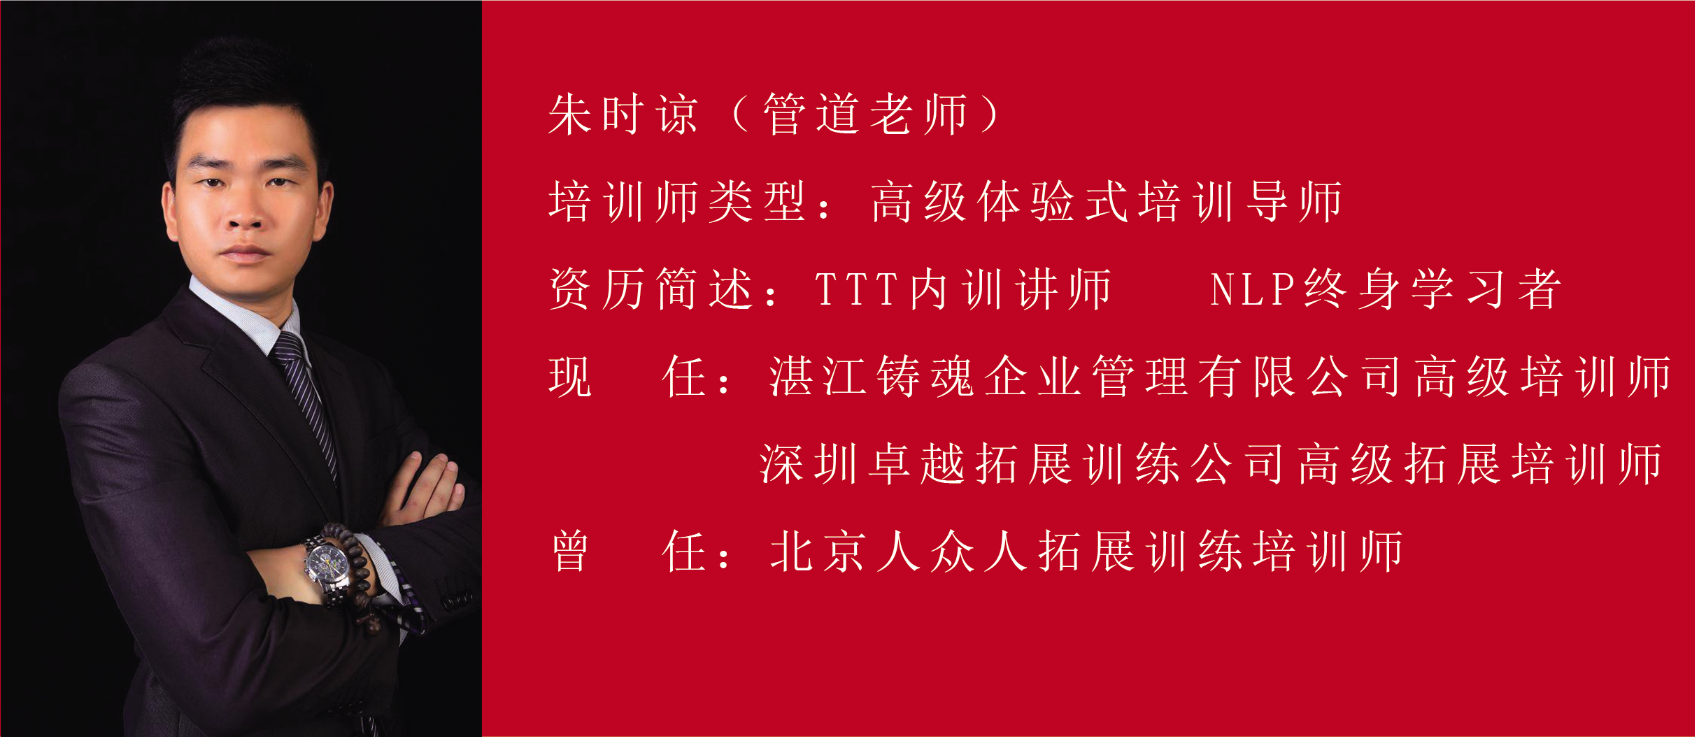 朱时谅（管道老师）
培训师类型：高级体验式培训导师
资历简述：TTT内训讲师 NLP终身学习者
现 任：湛江铸魂企业管理有限公司高级培训师
深圳卓越拓展训练公司高级拓展培训师
曾 任：北京人众人拓展训练培训师